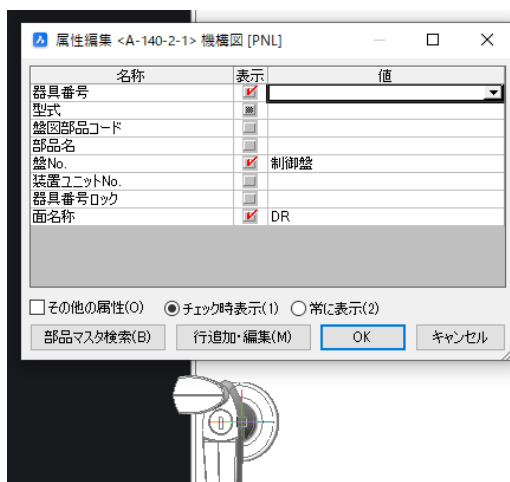 属性編集 <A-140-2-1> 機構図 [PNL]
名称 表示 値
器具番号
型式
盤図部品コード
部品名
盤No. 制御盤
装置ユニットNo.
器具番号ロック
面名称 DR
その他の属性(O) チェック時表示(1) 常に表示(2)
部品マスタ検索(B) 行追加・編集(M) OK キャンセル